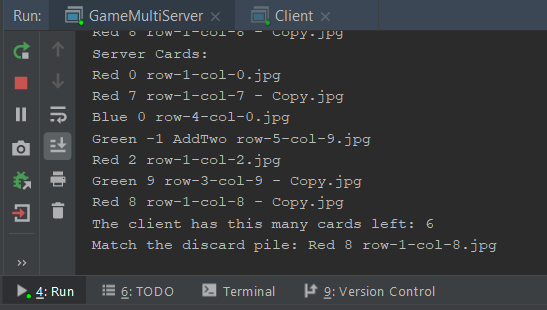 Run: GameMultiServer Client
Red 8 row-1-col-8 - Copy.jpg
Server Cards:
Red 0 row-1-col-0.jpg
Red 7 row-1-col-7 - Copy.jpg
Blue 0 row-4-col-0.jpg
Green -1 AddTwo row-5-col-9.jpg
Red 2 row-1-col-2.jpg
Green 9 row-3-col-9 - Copy.jpg
Red 8 row-1-col-8 - Copy.jpg
The client has this many cards left: 6
Match the discard pile: Red 8 row-1-col-8.jpg
4: Run 6: TODO Terminal 9: Version Control